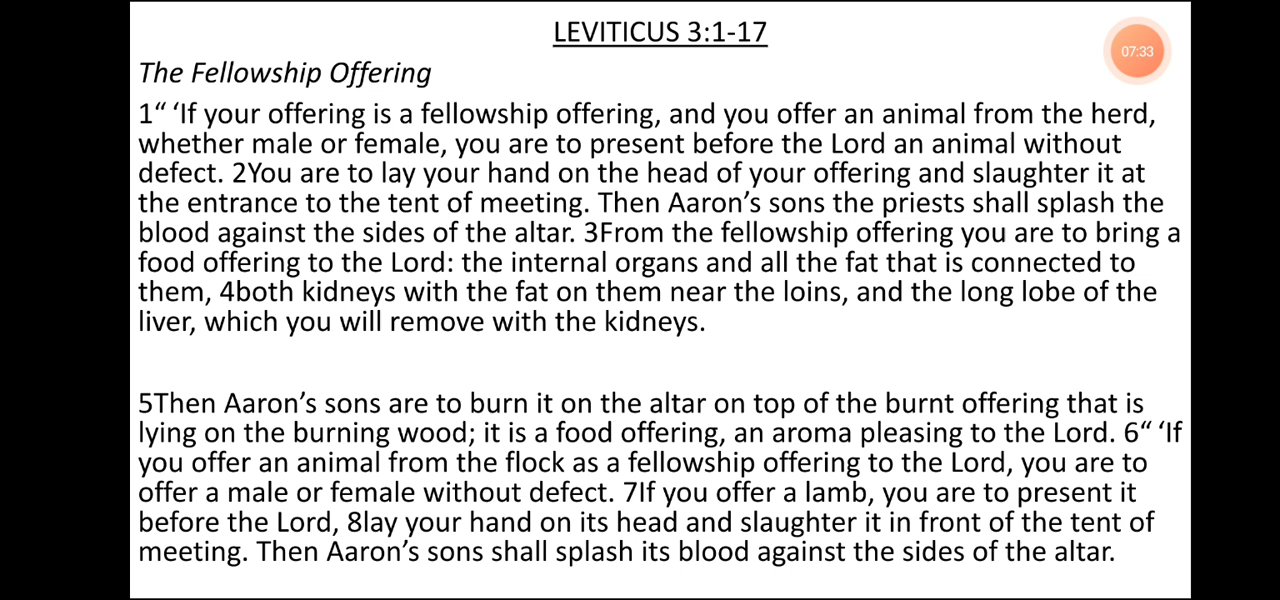 LEVITICUS 3:1-17
07:33
The Fellowship Offering
1“ ‘If your offering is a fellowship offering, and you offer an animal from the herd,
whether male or female, you are to present before the Lord an animal without
defect. 2You are to lay your hand on the head of your offering and slaughter it at
the entrance to the tent of meeting. Then Aaron’s sons the priests shall splash the
blood against the sides of the altar. 3From the fellowship offering you are to bring a
food offering to the Lord: the internal organs and all the fat that is connected to
them, 4both kidneys with the fat on them near the loins, and the long lobe of the
liver, which you will remove with the kidneys.
5Then Aaron’s sons are to burn it on the altar on top of the burnt offering that is
lying on the burning wood; it is a food offering, an aroma pleasing to the Lord. 6“ ‘If
you offer an animal from the flock as a fellowship offering to the Lord, you are to
offer a male or female without defect. 7If you offer a lamb, you are to present it
before the Lord, 8lay your hand on its head and slaughter it in front of the tent of
meeting. Then Aaron’s sons shall splash its blood against the sides of the altar.